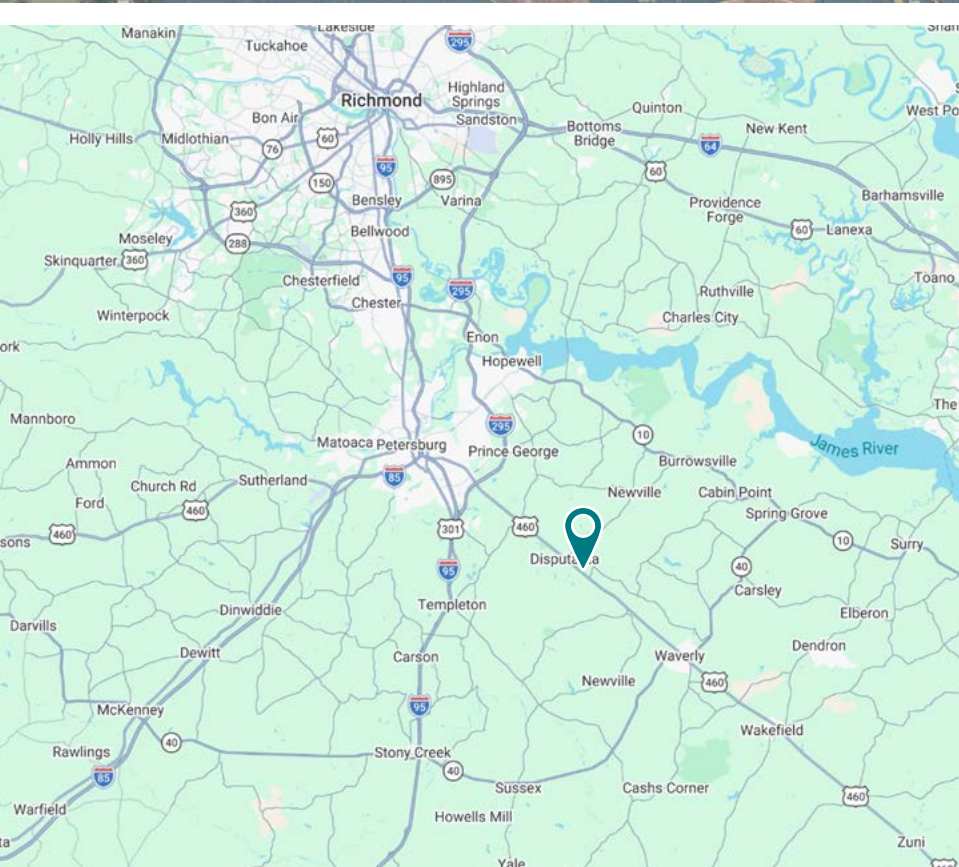 Manakin
Lakeside
Tuckahoe
295
Highland
Springs
Richmond
Quinton
West Po
Bon Air
Sandston
Bottoms
Bridge
New Kent
Holly Hills
Midlothian
60
76
95
64
60
150
895
Bensley
Varina
Providence
Forge
Barhamsville
360
Bellwood
60
Lanexa
Moseley
288
Skinquarter
360
95
Toano
Chesterfield
295
Ruthville
Chester
Winterpock
Charles City
Enon
ork
Hopewell
The
Mannboro
295
10
James River
Matoaca
Petersburg
Prince George
Ammon
85
Burrowsville
Church Rd
Sutherland
Ford
Newville
Cabin Point
460
Spring Grove
sons
460
301
460
10
Surry
95
Disputa
40
Carsley
Templeton
Dinwiddie
Elberon
Darvills
Dewitt
Carson
Waverly
Dendron
Newville
460
95
McKenney
Wakefield
40
Rawlings
Stony Creek
85
40
Sussex
Cashs Corner
460
Warfield
Howells Mill
ta
Zuni
Yale